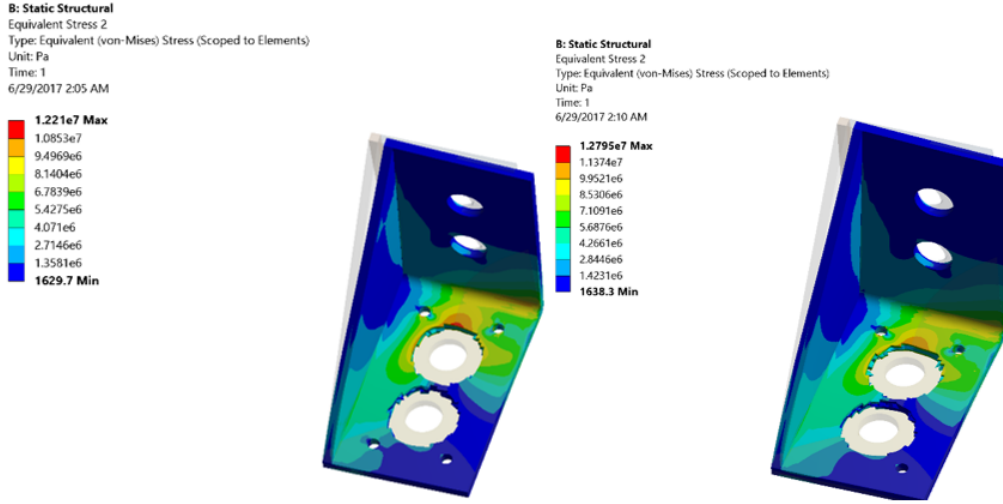 B: Static Structural
Equivalent Stress 2
Type: Equivalent (von-Mises) Stress (Scoped to Elements)
Unit: Pa
Time: 1
6/29/2017 2:05 AM
1.221e7 Max
1.0853e7
9.4969e6
8.1404e6
6.7839e6
5.4275e6
4.071e6
2.7146e6
1.3581e6
1629.7 Min
B: Static Structural
Equivalent Stress 2
Type: Equivalent (von-Mises) Stress (Scoped to Elements)
Unit: Pa
Time: 1
6/29/2017 2:10 AM
1.2795e7 Max
1.1374e7
9.9521e6
8.5306e6
7.1091e6
5.6876e6
4.2661e6
2.8446e6
1.4231e6
1638.3 Min